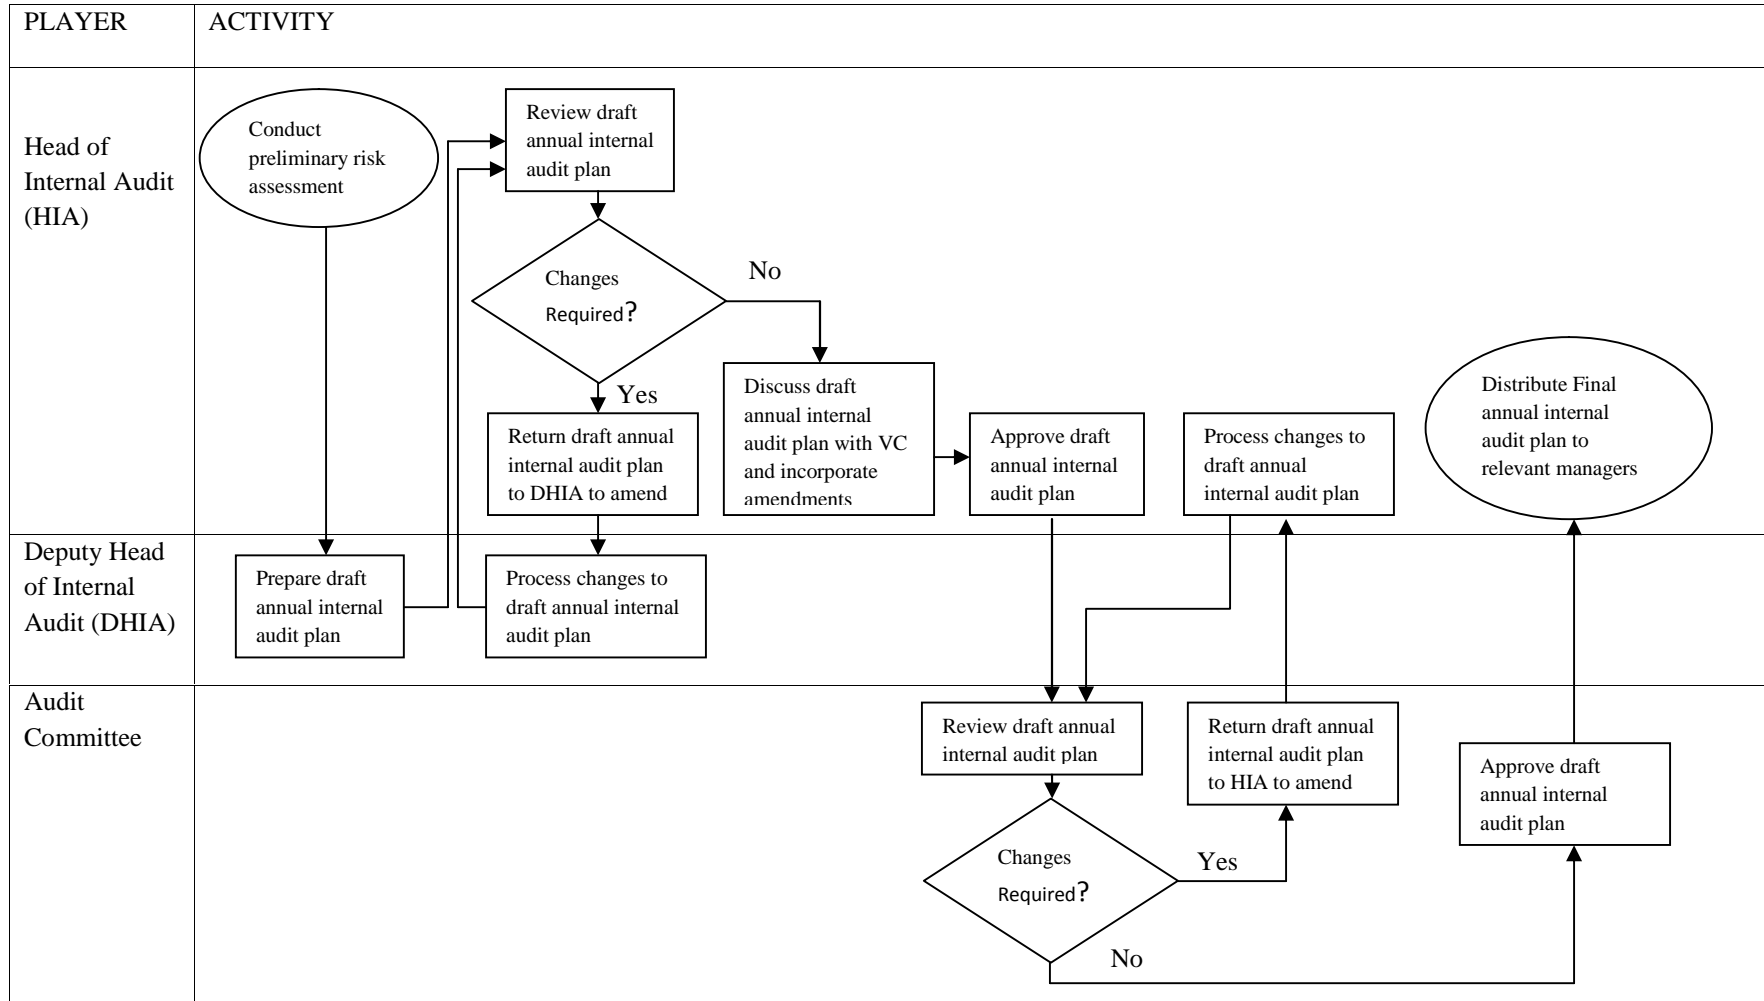 PLAYER
ACTIVITY
Head of
Internal Audit
(HIA)
Conduct
preliminary risk
assessment
Review draft
annual internal
audit plan
Changes
Required?
No
Yes
Return draft annual
internal audit plan
to DHIA to amend
Discuss draft
annual internal
audit plan with VC
and incorporate
amendments
Approve draft
annual internal
audit plan
Process changes to
draft annual
internal audit plan
Distribute Final
annual internal
audit plan to
relevant managers
Deputy Head
of Internal
Audit (DHIA)
Prepare draft
annual internal
audit plan
Process changes to
draft annual internal
audit plan
Audit
Committee
Review draft annual
internal audit plan
Changes
Required?
Yes
No
Return draft annual
internal audit plan
to HIA to amend
Approve draft
annual internal
audit plan